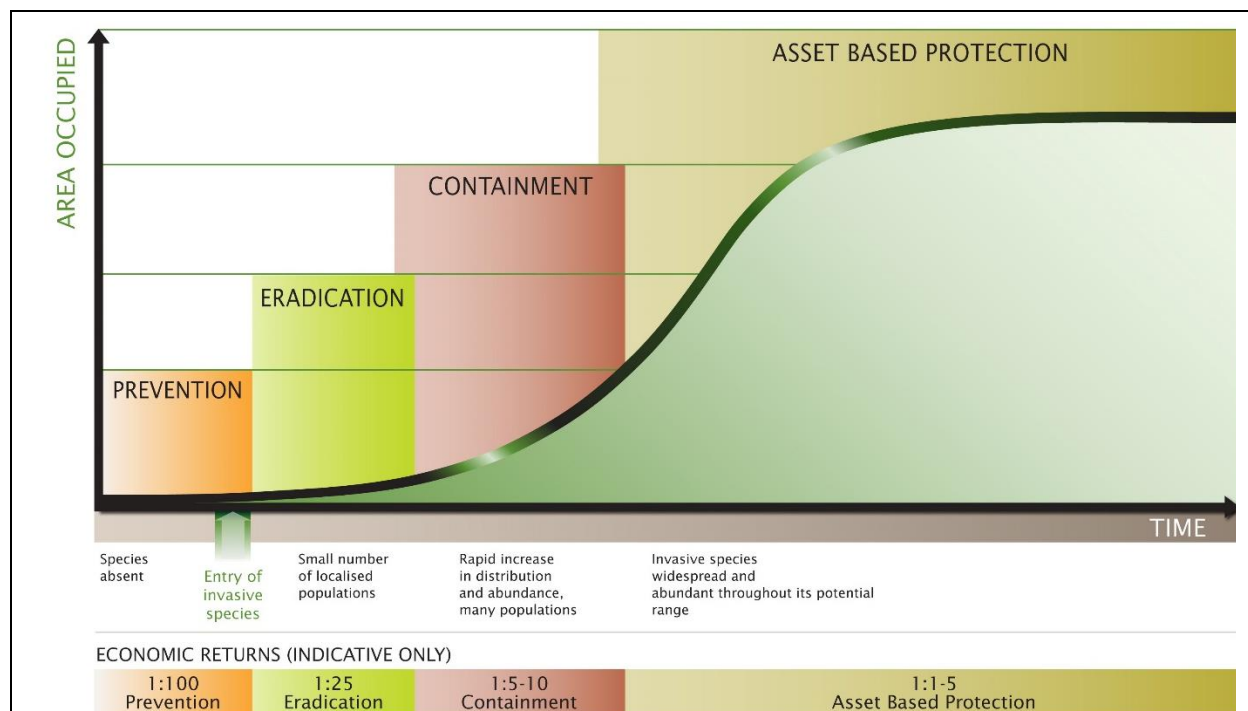 AREA OCCUPIED
ASSET BASED PROTECTION
CONTAINMENT
ERADICATION
PREVENTION
TIME
Species
absent
Entry of
invasive
species
Small number
of localised
populations
Rapid increase
in distribution
and abundance,
many populations
Invasive species
widespread and
abundant throughout its potential
range
ECONOMIC RETURNS (INDICATIVE ONLY)
1:100
Prevention
1:25
Eradication
1:5-10
Containment
1:1-5
Asset Based Protection